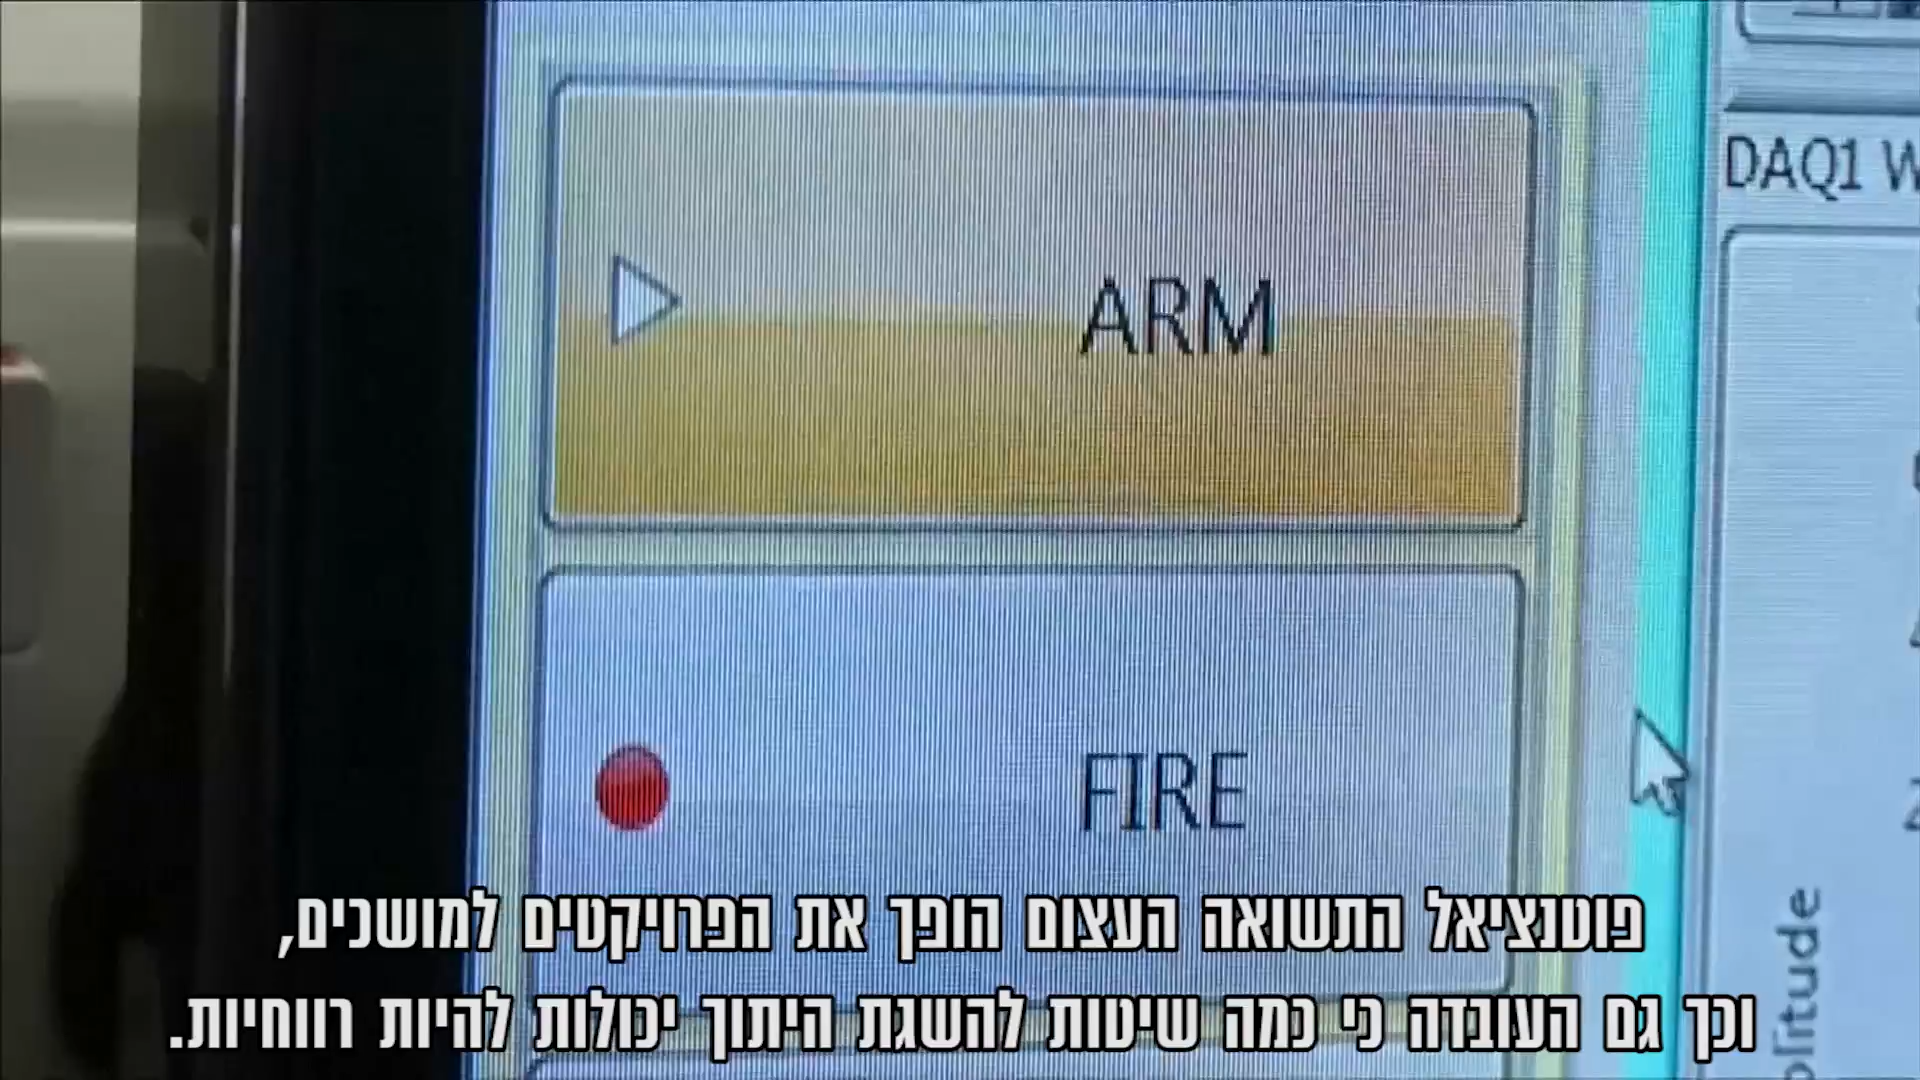 ARM
FIRE
DAQ1
פוטנציאל התשואה העצום הופך את הפרויקטים למושכים,
וכך גם העובדה כי כמה שיטות להשגת היתוך יכולות להיות רווחיות.